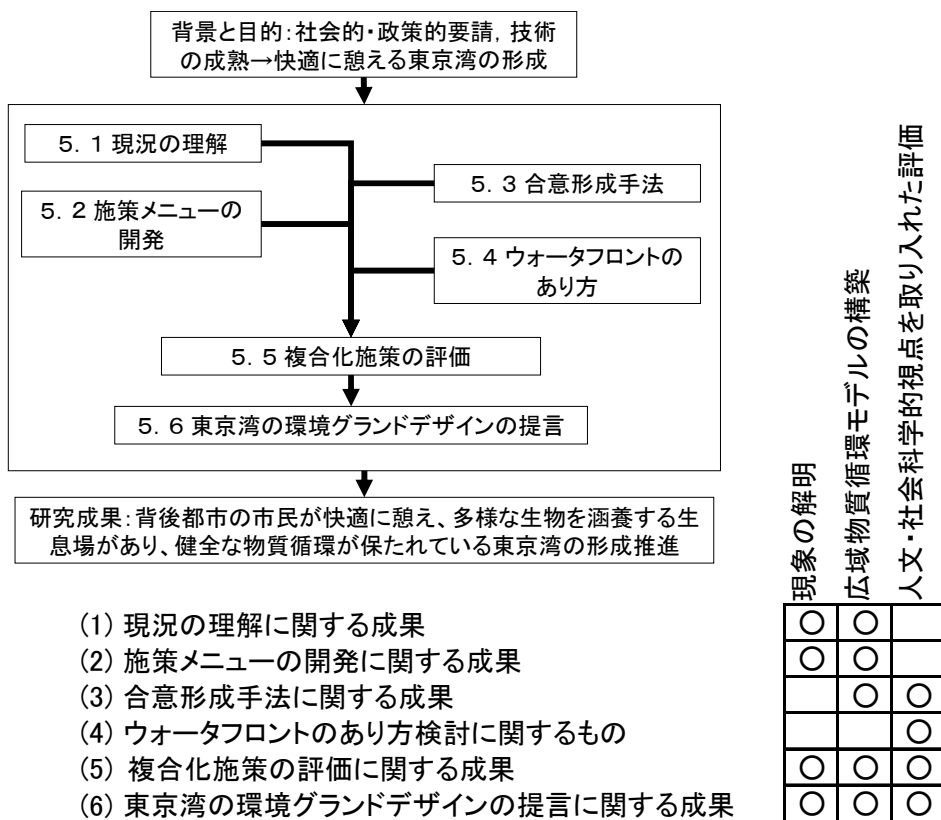 背景と目的：社会的・政策的要請，技術
の成熟→快適に憩える東京湾の形成
５．１現況の理解
５．３合意形成手法
５．２施策メニューの
開発
５．４ウォータフロントの
あり方
５．５複合化施策の評価
５．６東京湾の環境グランドデザインの提言
研究成果：背後都市の市民が快適に憩え、多様な生物を涵養する生
息場があり、健全な物質循環が保たれている東京湾の形成推進
現象の解明
広域物質循環モデルの構築
人文・社会科学的視点を取り入れた評価
(1) 現況の理解に関する成果 ○ ○
(2) 施策メニューの開発に関する成果 ○ ○
(3) 合意形成手法に関する成果 ○ ○
(4) ウォータフロントのあり方検討に関するもの ○
(5) 複合化施策の評価に関する成果 ○ ○ ○
(6) 東京湾の環境グランドデザインの提言に関する成果 ○ ○ ○